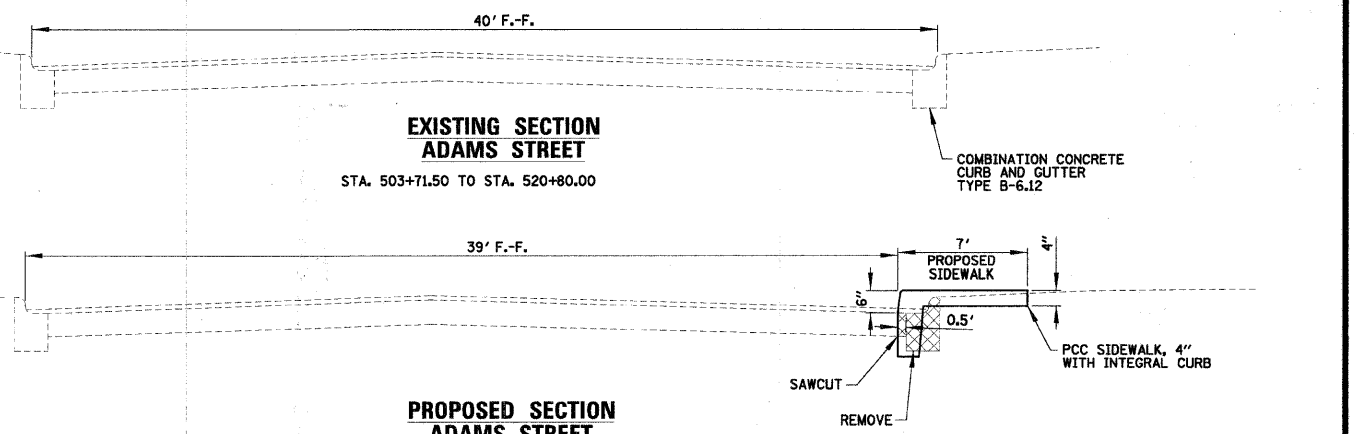 40' F.-F.
EXISTING SECTION
ADAMS STREET
STA. 503+71.50 TO STA. 520+80.00
COMBINATION CONCRETE
CURB AND GUTTER
TYPE B-6.12
39' F.-F.
7'
PROPOSED
SIDEWALK
4"
6"
0.5'
PCC SIDEWALK, 4"
WITH INTEGRAL CURB
SAWCUT
REMOVE
PROPOSED SECTION
ADAMS STREET